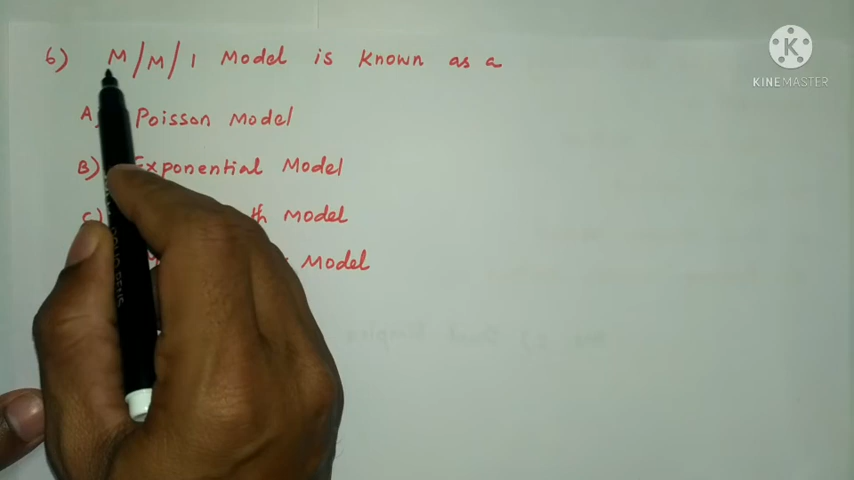 6) M/M/1 Model is known as a
A) Poisson Model
B) Exponential Model
C) Model
Model
K
KINEMASTER